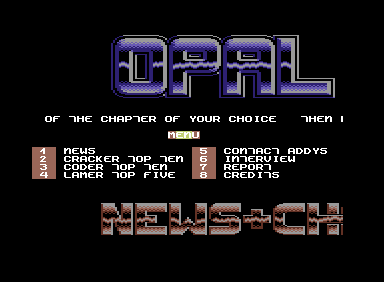 OPAL
OF THE CHAPTER OF YOUR CHOICE   THEN I
MENU
1 NEWS 5 CONTACT ADDYS
2 CRACKER TOP TEN 6 INTERVIEW
3 CODER TOP TEN 7 REPORT
4 LAMER TOP FIVE 8 CREDITS
NEWS+CH